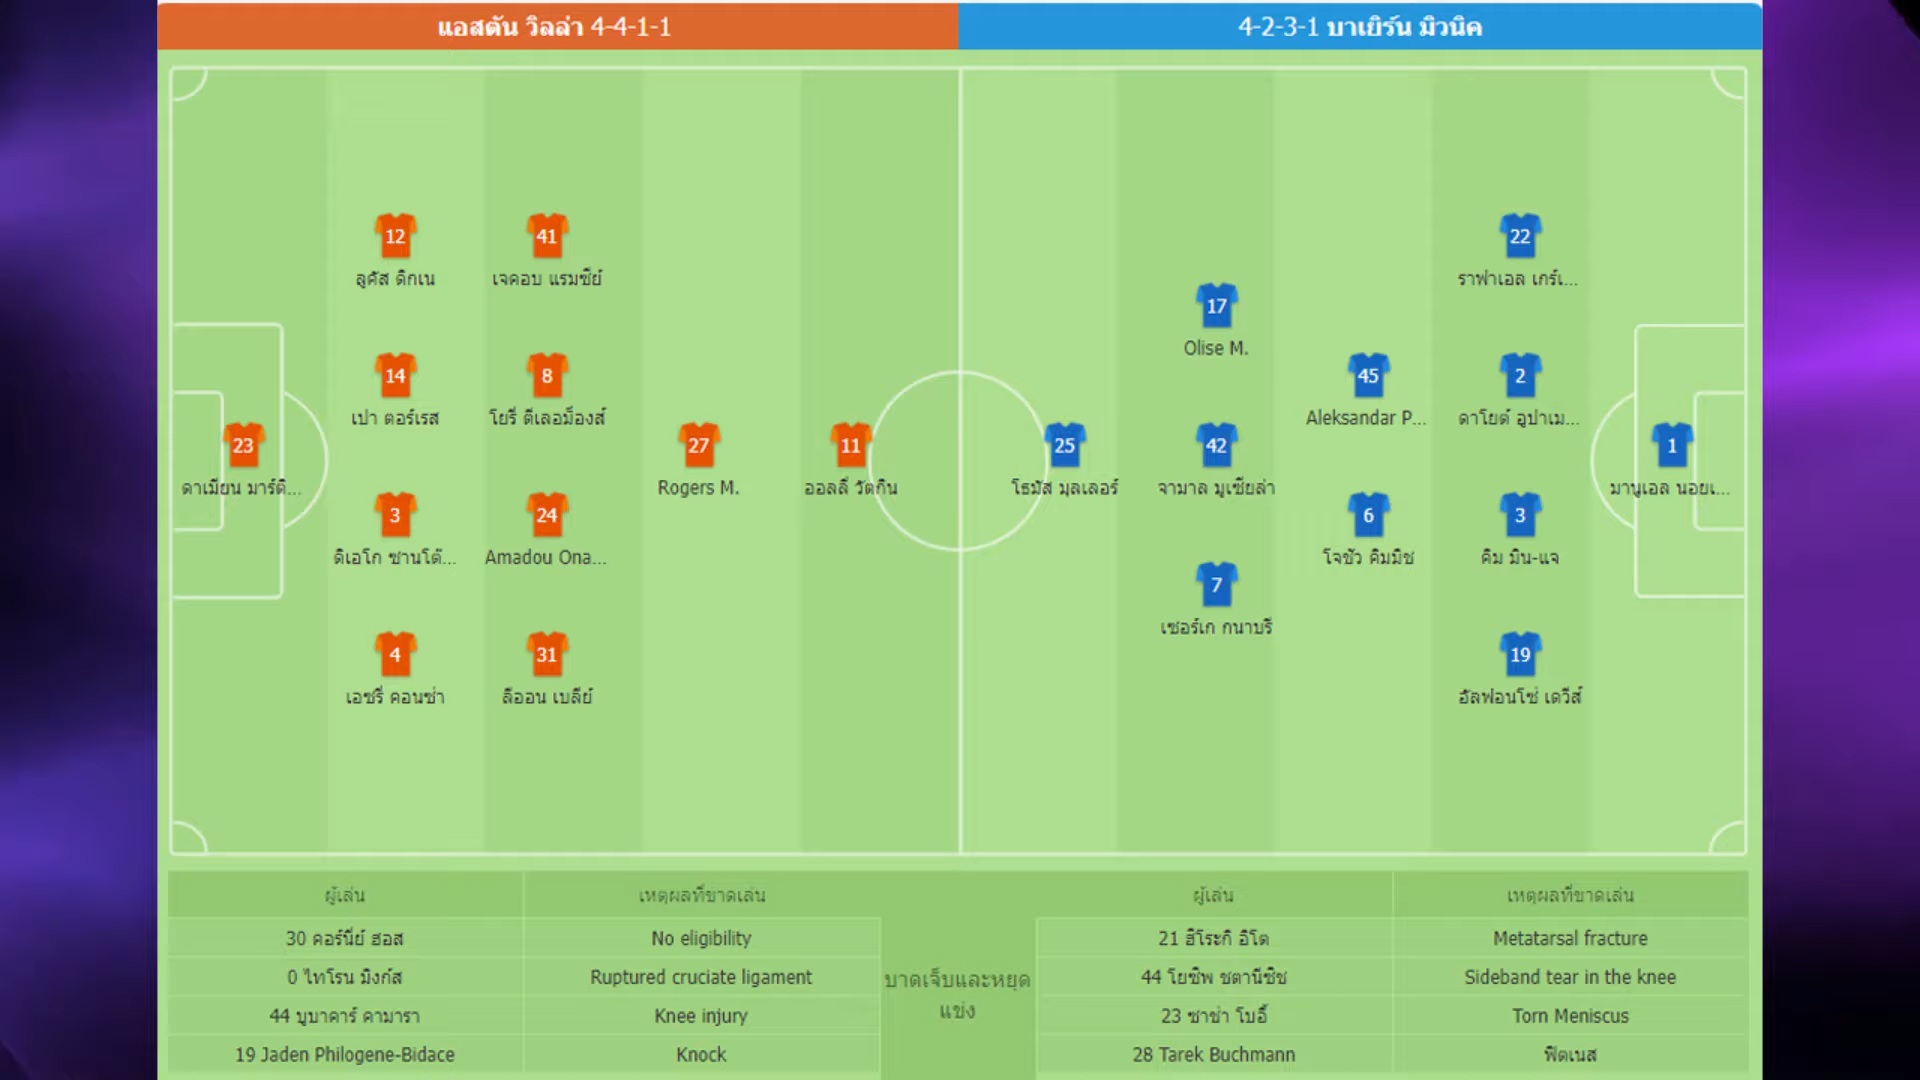 แอสตัน วิลล่า 4-4-1-1
4-2-3-1 บาเยิร์น มิวนิค
12
ลูคัส ดิกเน
41
เจคอบ แรมซี่ย์
14
เปา ตอร์เรส
8
โยรี่ ตีเลอม็องส์
23
ดาเมียน มาร์ติ...
27
Rogers M.
11
ออลลี่ วัตกิน
3
ดิเอโก ซานโต๊...
24
Amadou Ona...
4
เอซรี่ คอนซ่า
31
ลีออน เบลีย์
25
โธมัส มุลเลอร์
17
Olise M.
42
จามาล มูเซียล่า
7
เซอร์เก กนาบรี้
45
Aleksandar P...
6
โจชัว คิมมิช
22
ราฟาเอล เกร์เ...
2
ดาโยต์ อูปาเม...
3
คิม มิน-แจ
19
อัลฟอนโซ่ เดวีส์
1
มานูเอล นอยเ...
ผู้เล่น
เหตุผลที่ขาดเล่น
30 คอร์นี่ย์ ฮอส
No eligibility
0 ไทโรน มิงก์ส
Ruptured cruciate ligament
44 บูบาคาร์ คามารา
Knee injury
19 Jaden Philogene-Bidace
Knock
บาดเจ็บและหยุด
แข่ง
ผู้เล่น
เหตุผลที่ขาดเล่น
21 ฮิโระกิ อิโต
Metatarsal fracture
44 โยซิพ ชตานีซิช
Sideband tear in the knee
23 ซาช่า โบอี้
Torn Meniscus
28 Tarek Buchmann
ฟิตเนส